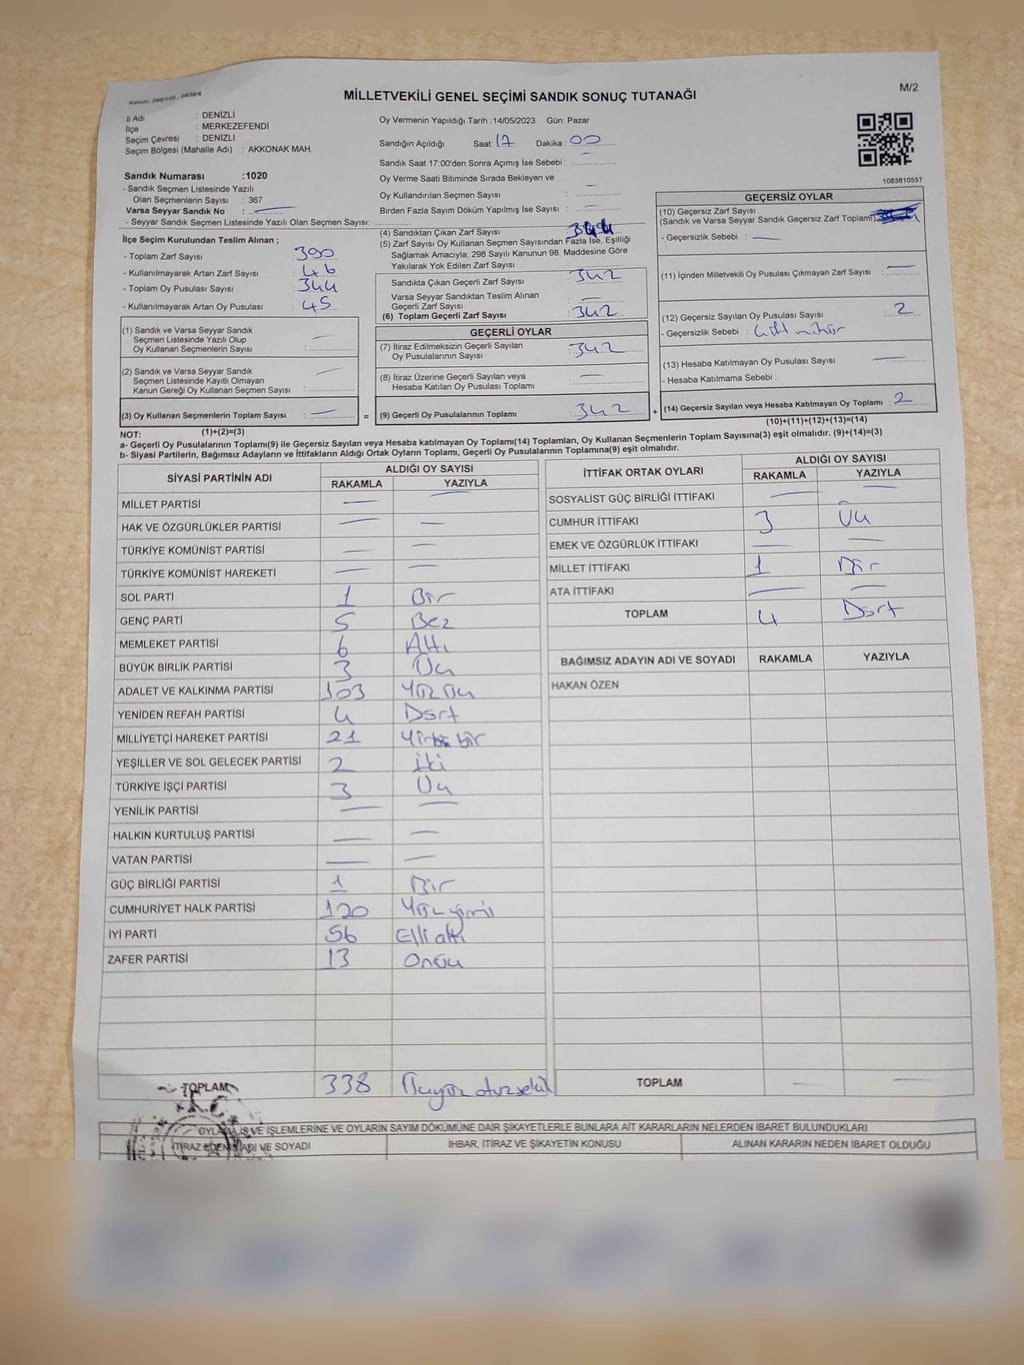 Kanun, 298/105, 2839/4
M/2
MİLLETVEKİLİ GENEL SEÇİMİ SANDIK SONUÇ TUTANAĞI
İl Adı : DENİZLİ
İlçe : MERKEZEFENDİ
Seçim Çevresi : DENİZLİ
Seçim Bölgesi (Mahalle Adı) : AKKONAK MAH.
Sandık Numarası :1020
- Sandık Seçmen Listesinde Yazılı
Olan Seçmenlerin Sayısı : 367
Varsa Seyyar Sandık No : —
- Seyyar Sandık Seçmen Listesinde Yazılı Olan Seçmen Sayısı:
İlçe Seçim Kurulundan Teslim Alınan ;
- Toplam Zarf Sayısı : 390
- Kullanılmayarak Artan Zarf Sayısı : 46
- Toplam Oy Pusulası Sayısı : 344
- Kullanılmayarak Artan Oy Pusulası : 45
Oy Vermenin Yapıldığı Tarih :14/05/2023 Gün: Pazar
Sandığın Açıldığı Saat: 17 Dakika : 00
Sandık Saat 17:00'den Sonra Açımış İse Sebebi : —
Oy Verme Saati Bitiminde Sırada Bekleyen ve
Oy Kullandırılan Seçmen Sayısı : —
Birden Fazla Sayım Döküm Yapılmış İse Sayısı : —
(4) Sandıktan Çıkan Zarf Sayısı : 344
(5) Zarf Sayısı Oy Kullanan Seçmen Sayısından Fazla İse, Eşitliği
Sağlamak Amacıyla; 298 Sayılı Kanunun 98. Maddesine Göre
Yakılarak Yok Edilen Zarf Sayısı :
Sandıkta Çıkan Geçerli Zarf Sayısı : 342
Varsa Seyyar Sandıktan Teslim Alınan
Geçerli Zarf Sayısı : —
(6) Toplam Geçerli Zarf Sayısı : 342
1083810557
GEÇERSİZ OYLAR
(10) Geçersiz Zarf Sayısı
(Sandık ve Varsa Seyyar Sandık Geçersiz Zarf Toplamı)
- Geçersizlik Sebebi : —
(11) İçinden Milletvekili Oy Pusulası Çıkmayan Zarf Sayısı : —
(12) Geçersiz Sayılan Oy Pusulası Sayısı : 2
- Geçersizlik Sebebi : Çift mühür
(13) Hesaba Katılmayan Oy Pusulası Sayısı : —
- Hesaba Katılmama Sebebi :
(14) Geçersiz Sayılan veya Hesaba Katılmayan Oy Toplamı : 2
(10)+(11)+(12)+(13)=(14)
(1) Sandık ve Varsa Seyyar Sandık
Seçmen Listesinde Yazılı Olup
Oy Kullanan Seçmenlerin Sayısı : —
(2) Sandık ve Varsa Seyyar Sandık
Seçmen Listesinde Kayıtlı Olmayan
Kanun Gereği Oy Kullanan Seçmen Sayısı : —
(3) Oy Kullanan Seçmenlerin Toplam Sayısı : —
(1)+(2)=(3)
=
GEÇERLİ OYLAR
(7) İtiraz Edilmeksizin Geçerli Sayılan
Oy Pusulalarının Sayısı : 342
(8) İtiraz Üzerine Geçerli Sayılan veya
Hesaba Katılan Oy Pusulası Toplamı : —
(9) Geçerli Oy Pusulalarının Toplamı : 342
+
NOT:
a- Geçerli Oy Pusulalarının Toplamı(9) ile Geçersiz Sayılan veya Hesaba katılmayan Oy Toplamı(14) Toplamları, Oy Kullanan Seçmenlerin Toplam Sayısına(3) eşit olmalıdır. (9)+(14)=(3)
b- Siyasi Partilerin, Bağımsız Adayların ve İttifakların Aldığı Ortak Oyların Toplamı, Geçerli Oy Pusulalarının Toplamına(9) eşit olmalıdır.
SİYASİ PARTİNİN ADI ALDIĞI OY SAYISI
RAKAMLA YAZIYLA
MİLLET PARTİSİ — —
HAK VE ÖZGÜRLÜKLER PARTİSİ — —
TÜRKİYE KOMÜNİST PARTİSİ — —
TÜRKİYE KOMÜNİST HAREKETİ — —
SOL PARTİ 1 Bir
GENÇ PARTİ 5 Beş
MEMLEKET PARTİSİ 6 Altı
BÜYÜK BİRLİK PARTİSİ 3 Üç
ADALET VE KALKINMA PARTİSİ 103 Yüz üç
YENİDEN REFAH PARTİSİ 4 Dört
MİLLİYETÇİ HAREKET PARTİSİ 21 Yirmi bir
YEŞİLLER VE SOL GELECEK PARTİSİ 2 İki
TÜRKİYE İŞÇİ PARTİSİ 3 Üç
YENİLİK PARTİSİ — —
HALKIN KURTULUŞ PARTİSİ — —
VATAN PARTİSİ — —
GÜÇ BİRLİĞİ PARTİSİ 1 Bir
CUMHURİYET HALK PARTİSİ 120 Yüz yirmi
İYİ PARTİ 56 Elli altı
ZAFER PARTİSİ 13 Onüç
TOPLAM 338 Üçyüz otuzsekiz
İTTİFAK ORTAK OYLARI ALDIĞI OY SAYISI
RAKAMLA YAZIYLA
SOSYALİST GÜÇ BİRLİĞİ İTTİFAKI — —
CUMHUR İTTİFAKI 3 Üç
EMEK VE ÖZGÜRLÜK İTTİFAKI — —
MİLLET İTTİFAKI 1 Bir
ATA İTTİFAKI — —
TOPLAM 4 Dört
BAĞIMSIZ ADAYIN ADI VE SOYADI RAKAMLA YAZIYLA
HAKAN ÖZEN
TOPLAM — —
T.C.
OYLAMA İŞ VE İŞLEMLERİNE VE OYLARIN SAYIM DÖKÜMÜNE DAİR ŞİKAYETLERLE BUNLARA AİT KARARLARIN NELERDEN İBARET BULUNDUKLARI
İTİRAZ EDENİN ADI VE SOYADI İHBAR, İTİRAZ VE ŞİKAYETİN KONUSU ALINAN KARARIN NEDEN İBARET OLDUĞU